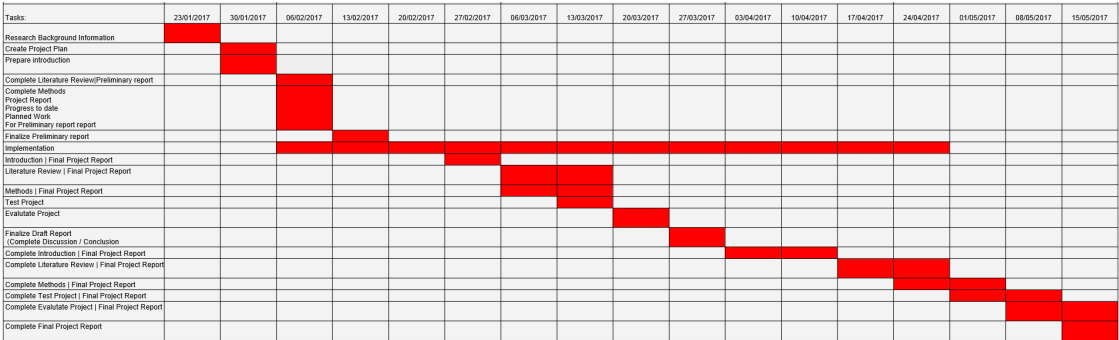 Tasks: 23/01/2017 30/01/2017 06/02/2017 13/02/2017 20/02/2017 27/02/2017 06/03/2017 13/03/2017 20/03/2017 27/03/2017 03/04/2017 10/04/2017 17/04/2017 24/04/2017 01/05/2017 08/05/2017 15/05/2017
Research Background Information
Create Project Plan
Prepare introduction
Complete Literature Review|Preliminary report
Complete Methods
Project Report
Progress to date
Planned Work
For Preliminary report report
Finalize Preliminary report
Implementation
Introduction | Final Project Report
Literature Review | Final Project Report
Methods | Final Project Report
Test Project
Evalutate Project
Finalize Draft Report
(Complete Discussion / Conclusion
Complete Introduction | Final Project Report
Complete Literature Review | Final Project Report
Complete Methods | Final Project Report
Complete Test Project | Final Project Report
Complete Evalutate Project | Final Project Report
Complete Final Project Report